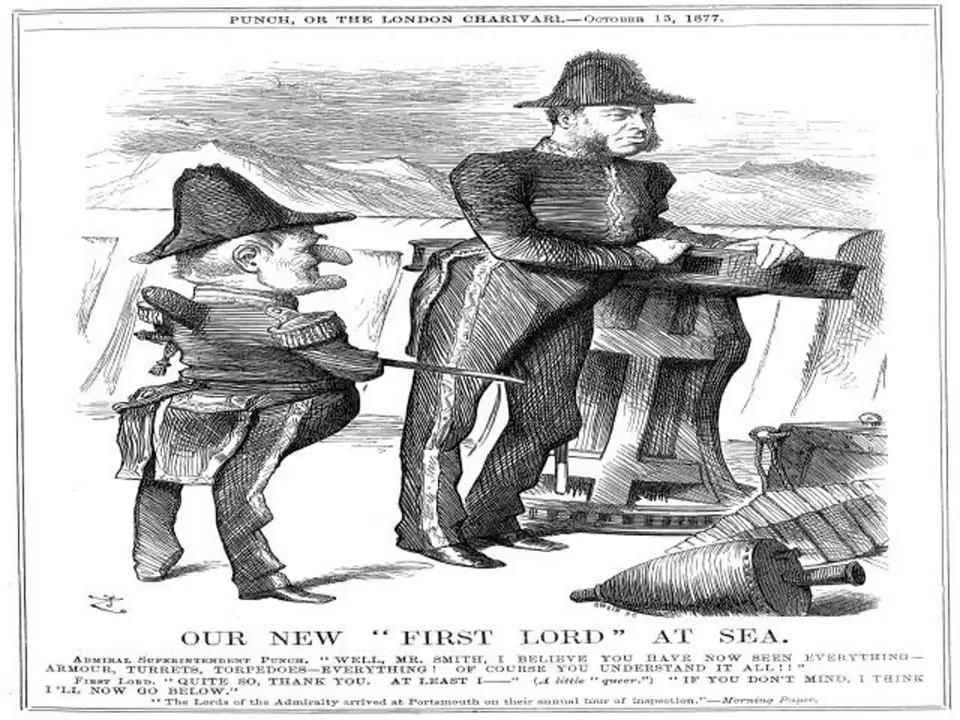 PUNCH, OR THE LONDON CHARIVARI.—OCTOBER 13, 1877.
SWAIN SC
OUR NEW "FIRST LORD" AT SEA.
ADMIRAL SUPERINTENDENT PUNCH. "WELL, MR. SMITH, I BELIEVE YOU HAVE NOW SEEN EVERYTHING—
ARMOUR, TURRETS, TORPEDOES—EVERYTHING! OF COURSE YOU UNDERSTAND IT ALL!!"
FIRST LORD. "QUITE SO, THANK YOU. AT LEAST I——" (A little "queer.") "IF YOU DON'T MIND, I THINK
I'LL NOW GO BELOW."
"The Lords of the Admiralty arrived at Portsmouth on their annual tour of inspection."—Morning Paper.